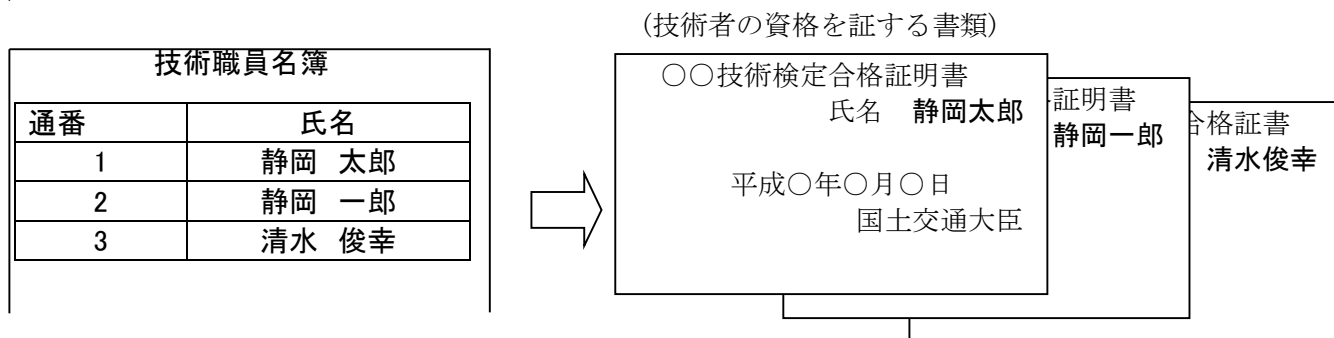 (技術者の資格を証する書類)
技術職員名簿
通番 氏名
1 静岡 太郎
2 静岡 一郎
3 清水 俊幸
○○技術検定合格証明書
氏名 静岡太郎
平成○年○月○日
国土交通大臣
証明書
静岡一郎
合格証書
清水俊幸